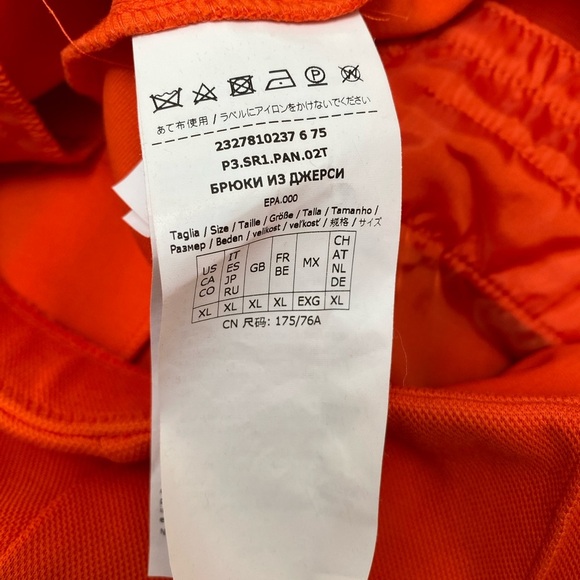 あて布使用 / ラベルにアイロンをかけないでください
2327810237 6 75
P3.SR1.PAN.02T
БРЮКИ ИЗ ДЖЕРСИ
EPA.000
Taglia / Size / Taille / Größe / Talla / Tamanho /
Размер / Beden / velikost / veľkosť / 规格 / サイズ
US CA CO IT ES JP RU GB FR BE MX CH AT NL DE
XL XL XL XL EXG XL
CN 尺码: 175/76A